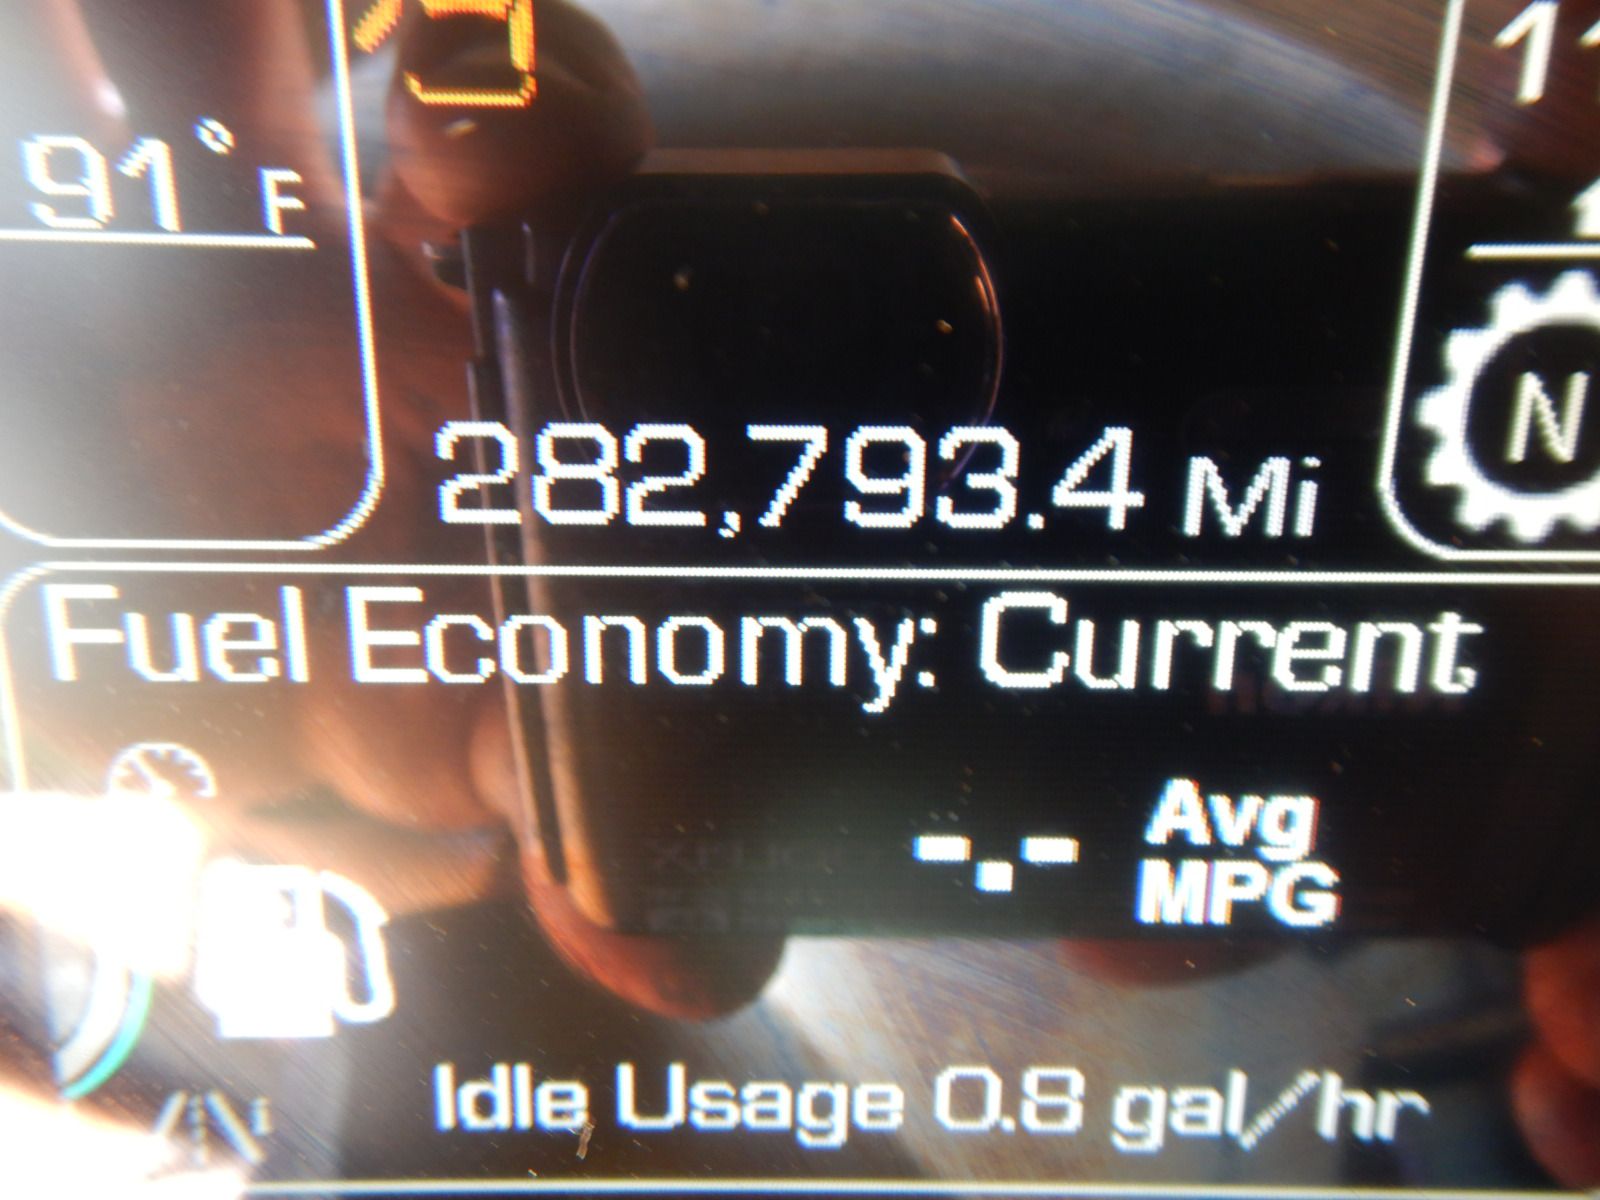 91°F
282,793.4 Mi
N
Fuel Economy: Current
-.- Avg
MPG
Idle Usage 0.8 gal/hr